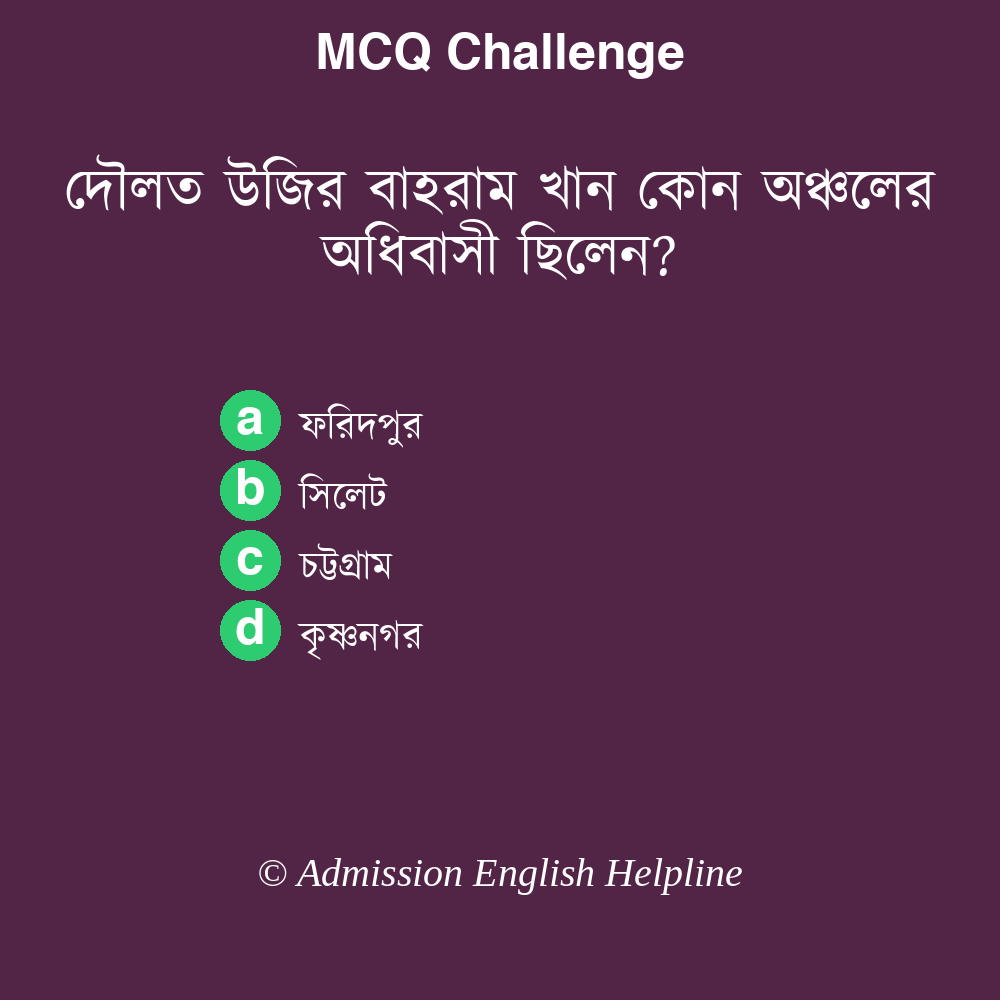 MCQ Challenge
দৌলত উজির বাহরাম খান কোন অঞ্চলের
অধিবাসী ছিলেন?
a ফরিদপুর
b সিলেট
c চট্টগ্রাম
d কৃষ্ণনগর
© Admission English Helpline